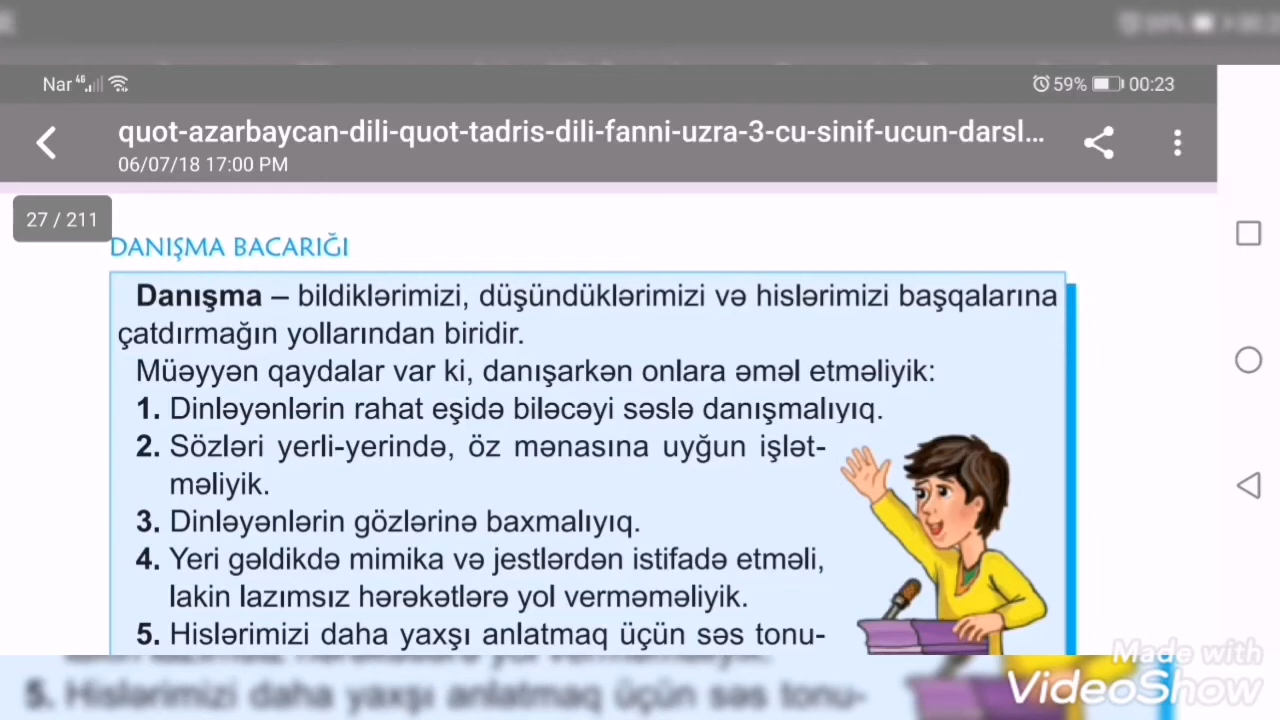 Nar 4G 59% 00:23
quot-azarbaycan-dili-quot-tadris-dili-fanni-uzra-3-cu-sinif-ucun-darsl...
06/07/18 17:00 PM
27 / 211
DANIŞMA BACARIĞI
Danışma – bildiklərimizi, düşündüklərimizi və hislərimizi başqalarına
çatdırmağın yollarından biridir.
Müəyyən qaydalar var ki, danışarkən onlara əməl etməliyik:
1. Dinləyənlərin rahat eşidə biləcəyi səslə danışmalıyıq.
2. Sözləri yerli-yerində, öz mənasına uyğun işlət-
məliyik.
3. Dinləyənlərin gözlərinə baxmalıyıq.
4. Yeri gəldikdə mimika və jestlərdən istifadə etməli,
lakin lazımsız hərəkətlərə yol verməməliyik.
5. Hislərimizi daha yaxşı anlatmaq üçün səs tonu-
5. Hislərimizi daha yaxşı anlatmaq üçün səs tonu-
Made with
VideoShow